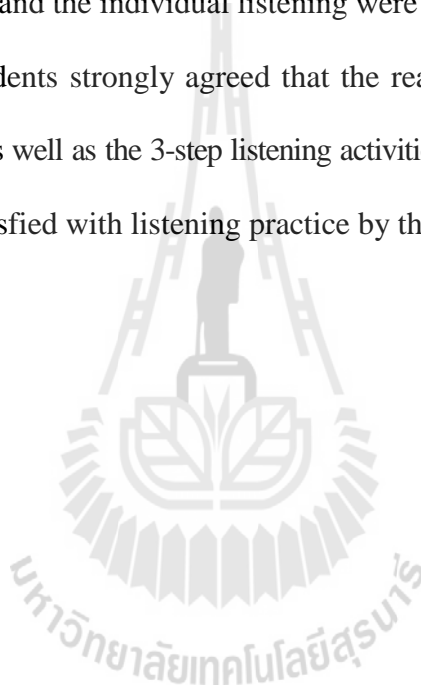 and the individual listening were
dents strongly agreed that the rea
s well as the 3-step listening activiti
sfied with listening practice by th
มหาวิทยาลัยเทคโนโลยีสุรนารี